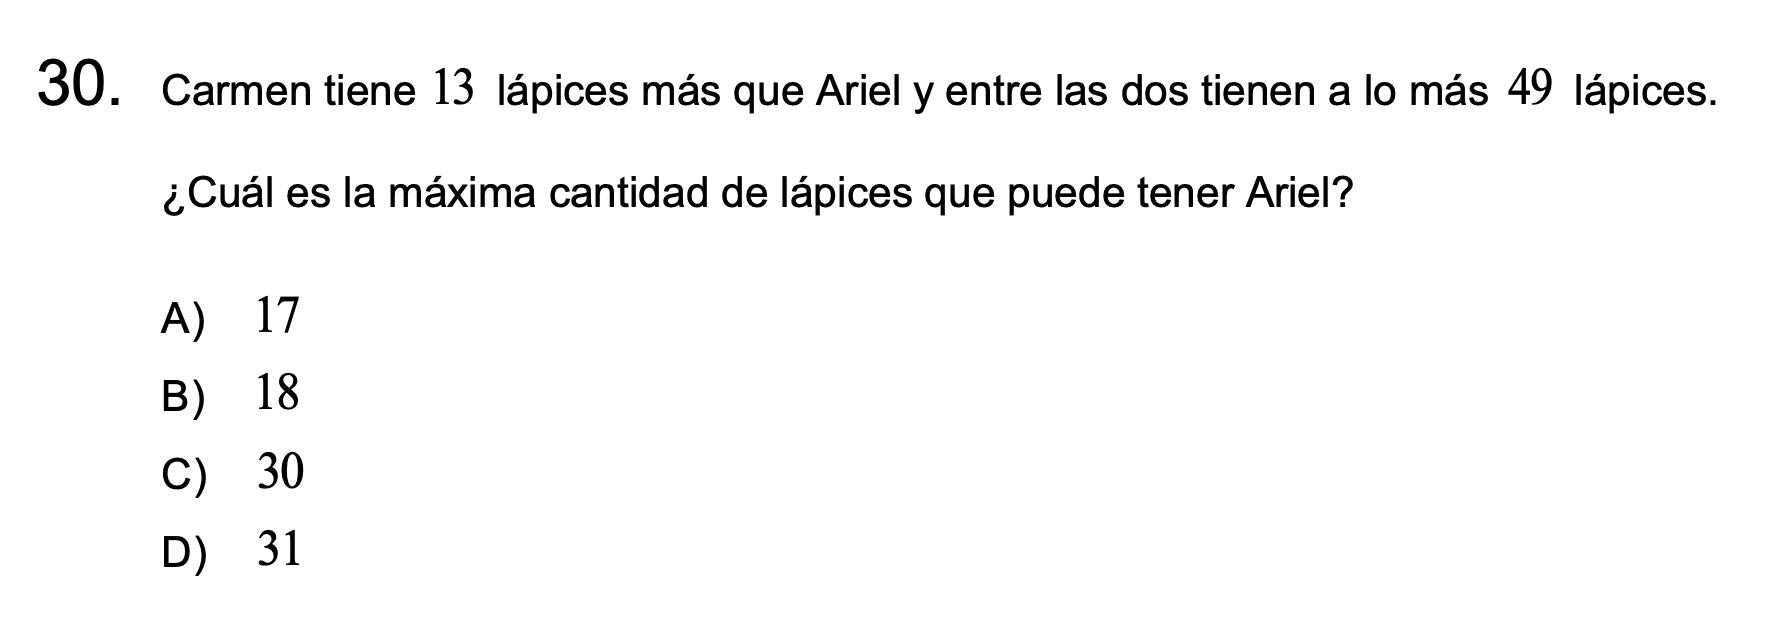 30. Carmen tiene 13 lápices más que Ariel y entre las dos tienen a lo más 49 lápices.
¿Cuál es la máxima cantidad de lápices que puede tener Ariel?
A) 17
B) 18
C) 30
D) 31